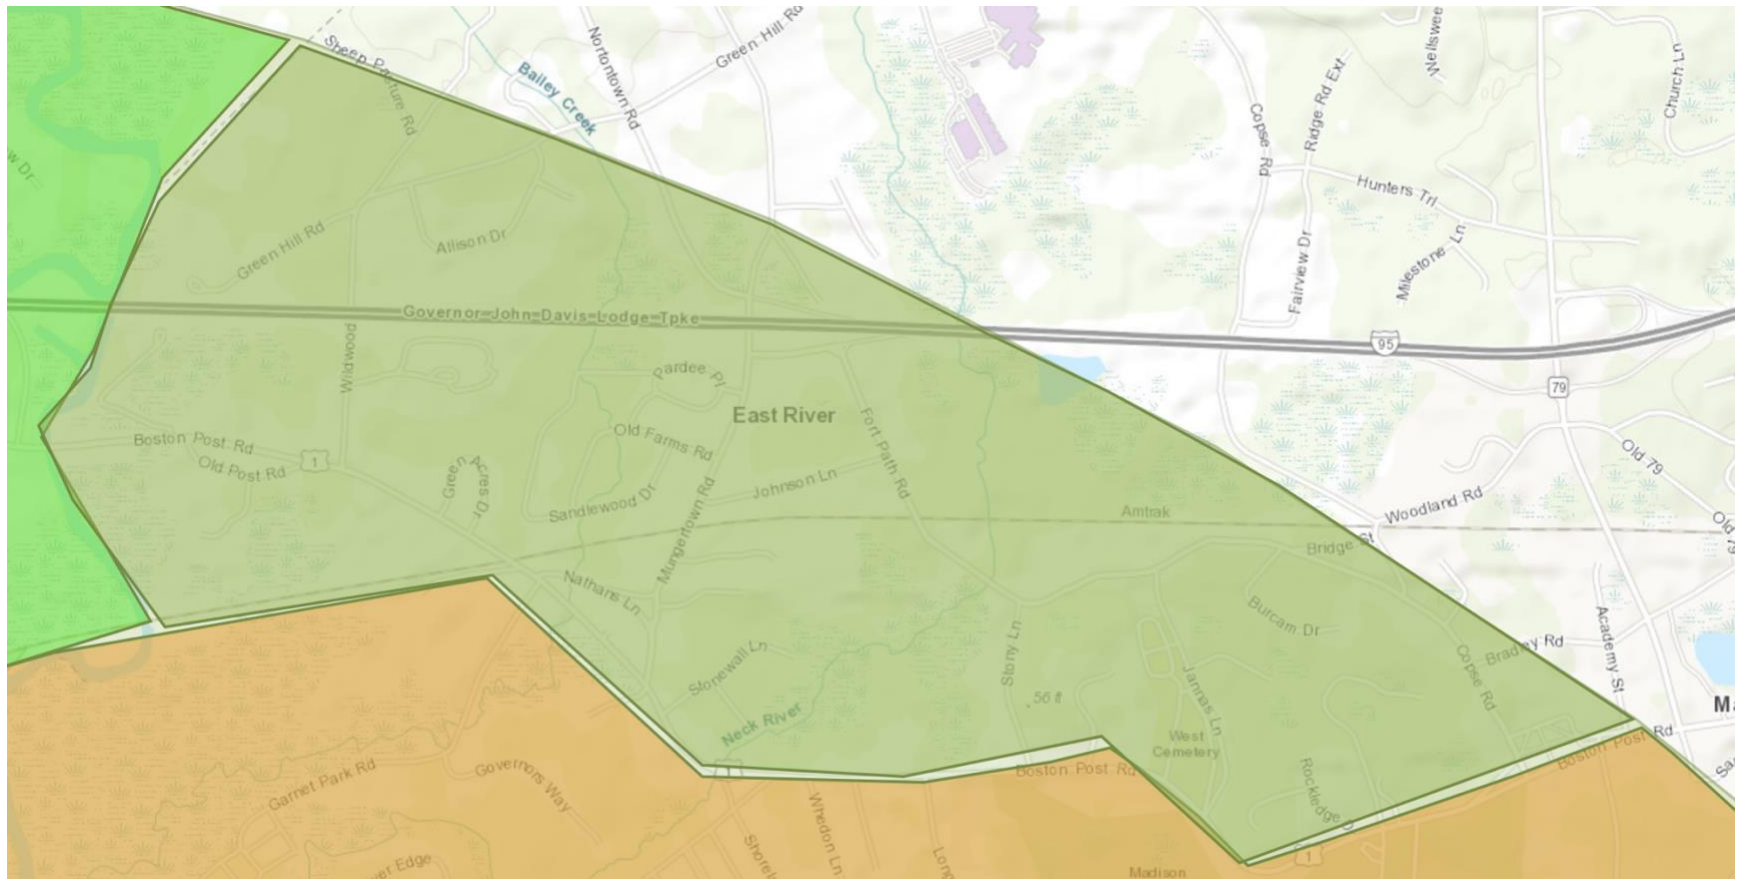 Sheep Pasture Rd
Bailey Creek
Nortontown Rd
Green Hill Rd
Copse Rd
Ridge Rd Ext
Church Ln
Hunters Trl
Milestone Ln
Fairview Dr
Green Hill Rd
Allison Dr
Governor John Davis Lodge Tpke
95
79
Wildwood
Pardee Pl
East River
Fort Path Rd
Boston Post Rd
Old Post Rd
1
Old Farms Rd
Green Acres Dr
Sandlewood Dr
Johnson Ln
Mungertown Rd
Amtrak
Woodland Rd
Old 79
Bridge St
Nathans Ln
Burcam Dr
Academy St
Bradley Rd
Stonewall Ln
Stony Ln
Jannas Ln
Copse Rd
56 ft
Neck River
West
Cemetery
Boston Post Rd
Boston Post Rd
Rockledge D
Garnet Park Rd
Governors Way
Whedon Ln
1
Madison